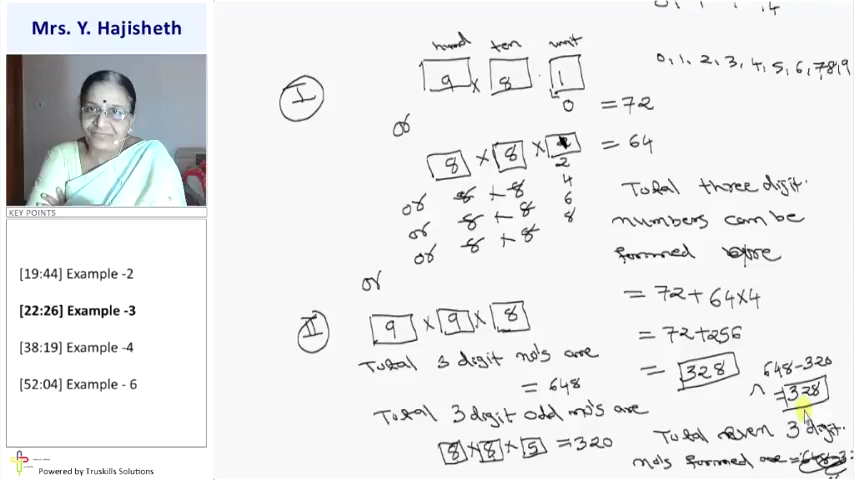 Mrs. Y. Hajisheth
KEY POINTS
[19:44] Example -2
[22:26] Example -3
[38:19] Example -4
[52:04] Example - 6
Powered by Truskills Solutions
0, 1, 2, 3, 4, 5, 6, 7, 8, 9
hund ten unit
I 9 × 8 . 1
0 = 72
or
8 × 8 × 4 = 64
2
or 8 × 8 4
or 8 × 8 6
or 8 × 8 8
Total three digit
numbers can be
formed
= 72 + 64 × 4
= 72 + 256
= 328
or
II 9 × 9 × 8
Total 3 digit no's are
= 648
Total 3 digit odd no's are
8 × 8 × 5 = 320
648 - 320
= 328
Total even 3 digit.
no's formed are =